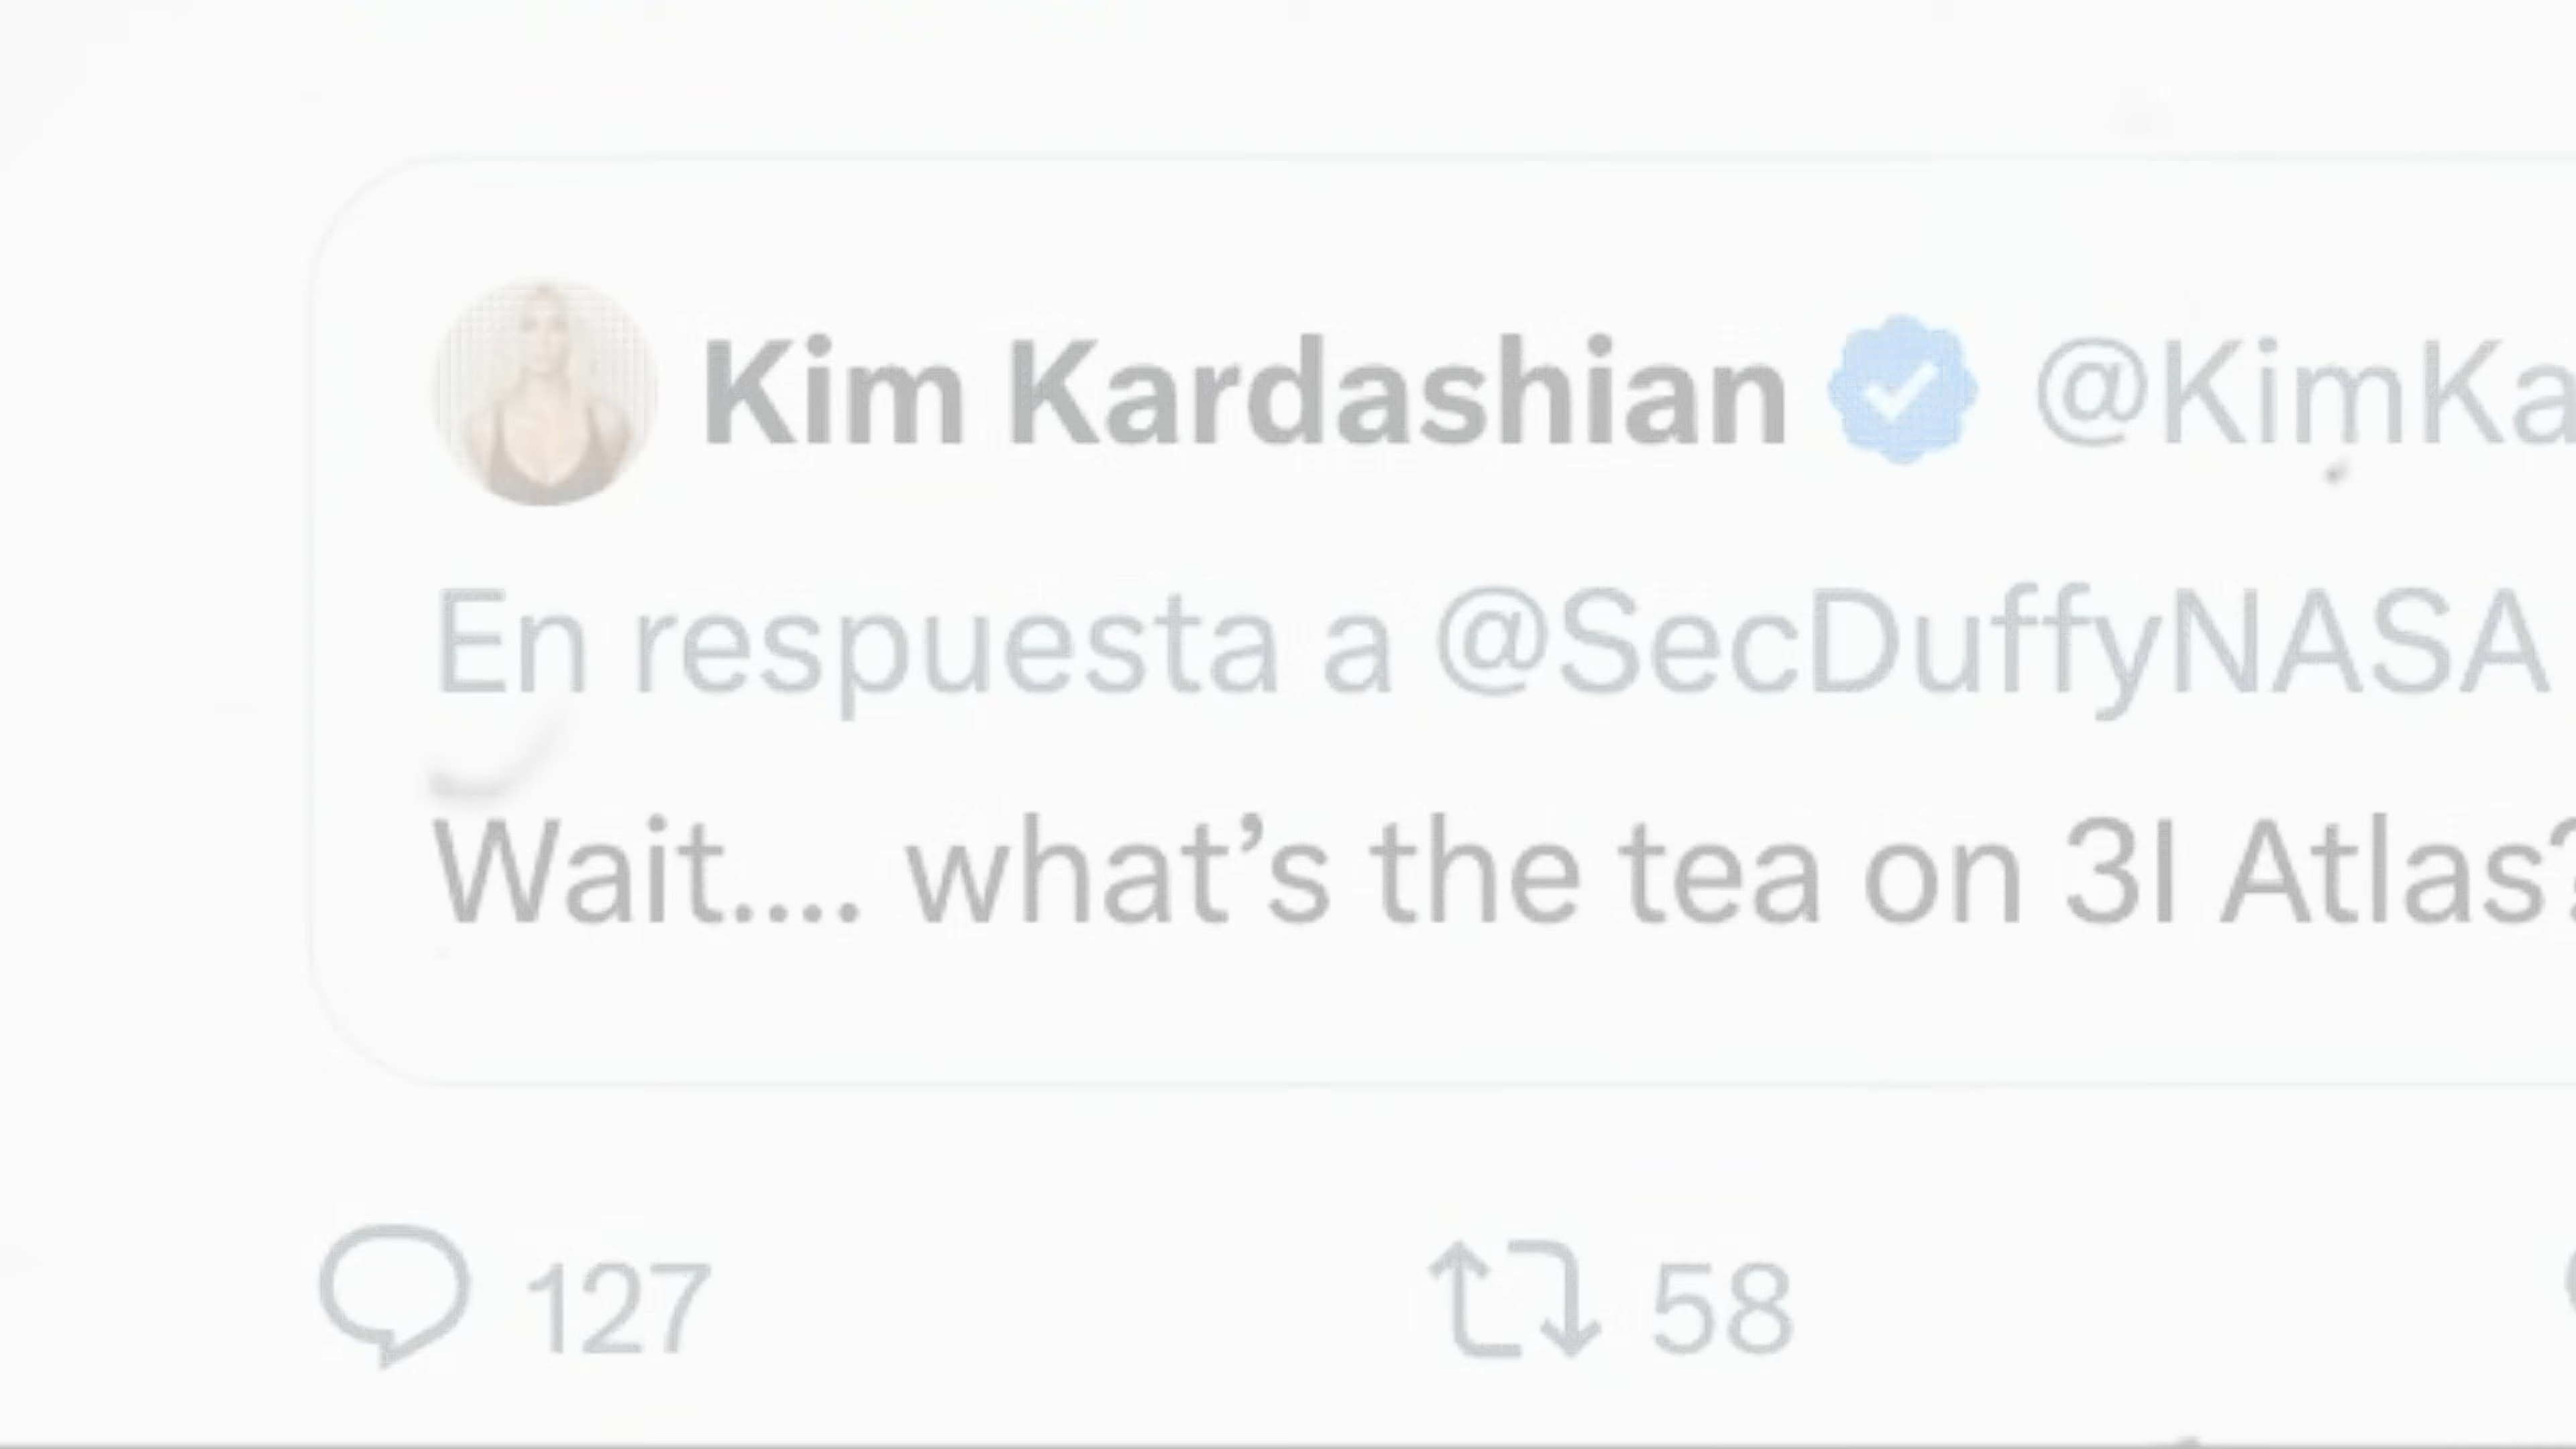 Kim Kardashian @KimKa
En respuesta a @SecDuffyNASA
Wait.... what’s the tea on 3I Atlas?
127 58